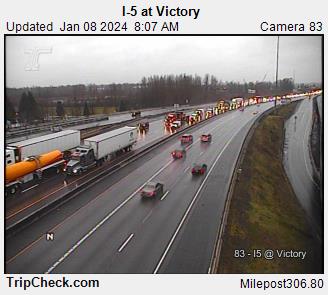 I-5 at Victory
Updated Jan 08 2024 8:07 AM Camera 83
N
83 - I5 @ Victory
TripCheck.com Milepost306.80